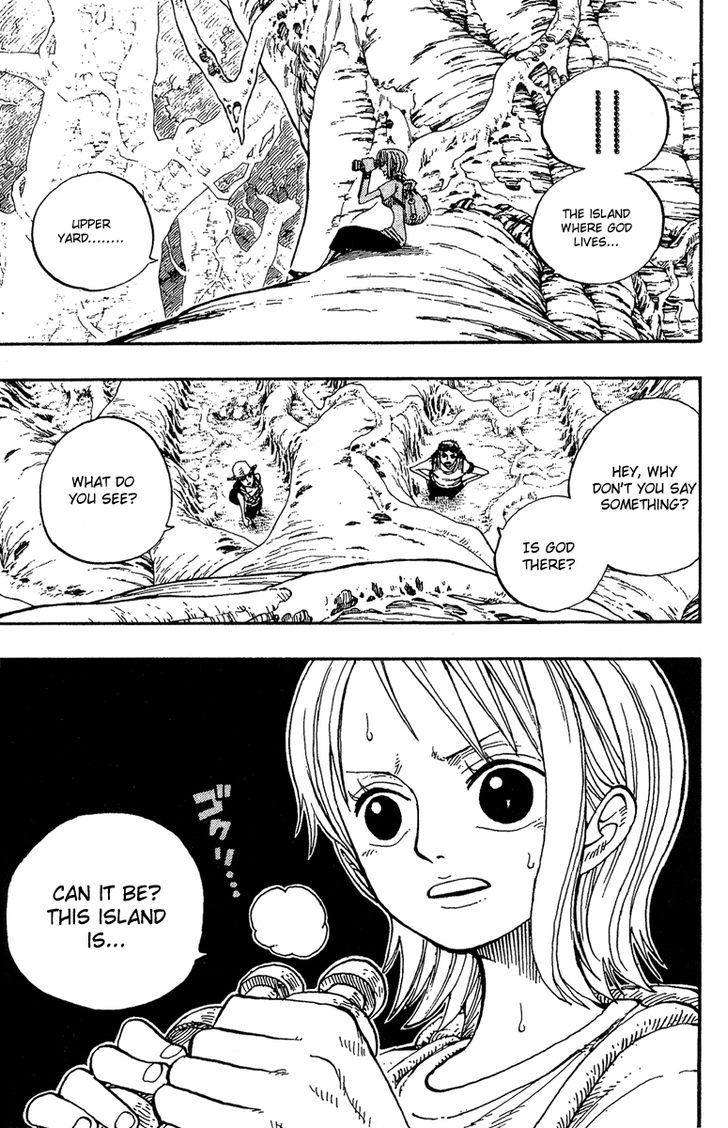 ‥‥‥‥‥‥
‥‥‥‥‥‥
THE ISLAND
WHERE GOD
LIVES...
UPPER
YARD........
HEY, WHY
DON'T YOU SAY
SOMETHING?
IS GOD
THERE?
WHAT DO
YOU SEE?
ゴクリ…
CAN IT BE?
THIS ISLAND
IS...